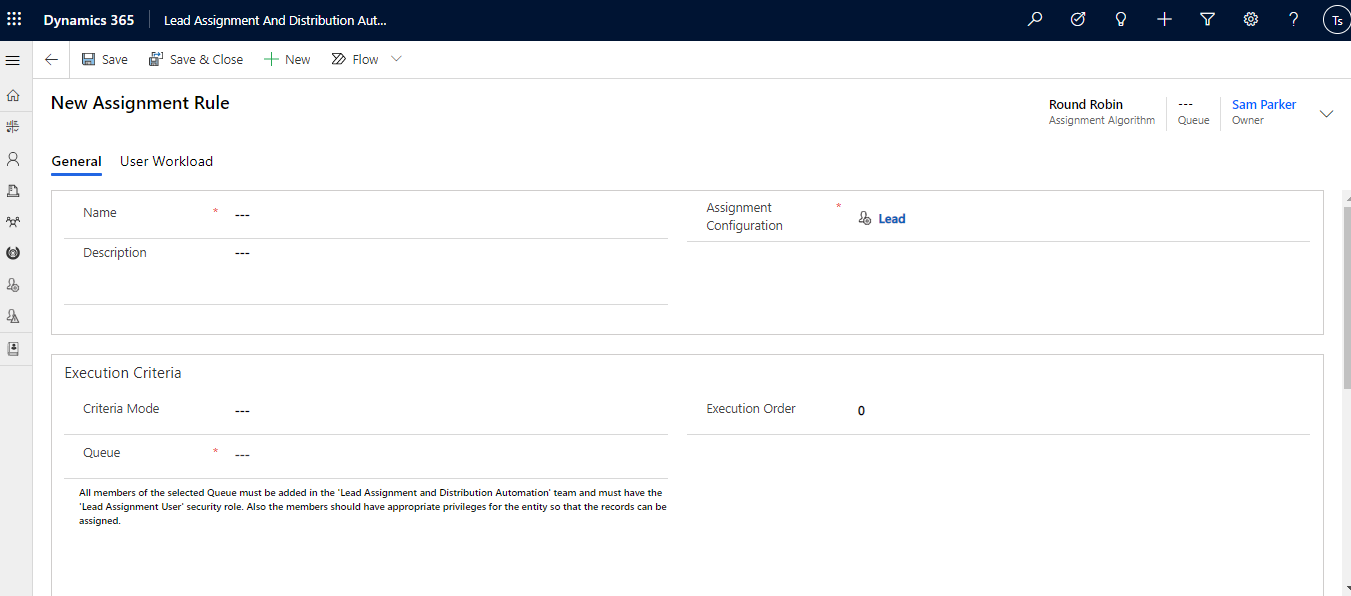 Dynamics 365
Lead Assignment And Distribution Aut...
Ts
Save
Save & Close
New
Flow
New Assignment Rule
Round Robin
Assignment Algorithm
---
Queue
Sam Parker
Owner
General
User Workload
Name * ---
Assignment
Configuration
* Lead
Description ---
Execution Criteria
Criteria Mode ---
Execution Order 0
Queue * ---
All members of the selected Queue must be added in the 'Lead Assignment and Distribution Automation' team and must have the
'Lead Assignment User' security role. Also the members should have appropriate privileges for the entity so that the records can be
assigned.